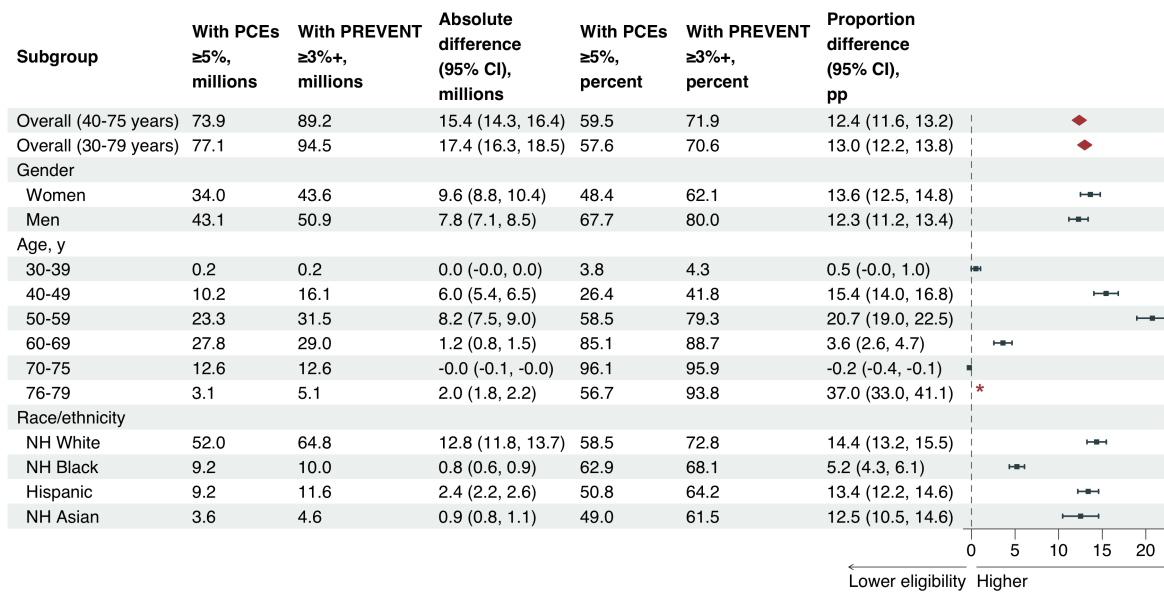 Subgroup With PCEs ≥5%, millions With PREVENT ≥3%+, millions Absolute difference (95% CI), millions With PCEs ≥5%, percent With PREVENT ≥3%+, percent Proportion difference (95% CI), pp
Overall (40-75 years) 73.9 89.2 15.4 (14.3, 16.4) 59.5 71.9 12.4 (11.6, 13.2)
Overall (30-79 years) 77.1 94.5 17.4 (16.3, 18.5) 57.6 70.6 13.0 (12.2, 13.8)
Gender
Women 34.0 43.6 9.6 (8.8, 10.4) 48.4 62.1 13.6 (12.5, 14.8)
Men 43.1 50.9 7.8 (7.1, 8.5) 67.7 80.0 12.3 (11.2, 13.4)
Age, y
30-39 0.2 0.2 0.0 (-0.0, 0.0) 3.8 4.3 0.5 (-0.0, 1.0)
40-49 10.2 16.1 6.0 (5.4, 6.5) 26.4 41.8 15.4 (14.0, 16.8)
50-59 23.3 31.5 8.2 (7.5, 9.0) 58.5 79.3 20.7 (19.0, 22.5)
60-69 27.8 29.0 1.2 (0.8, 1.5) 85.1 88.7 3.6 (2.6, 4.7)
70-75 12.6 12.6 -0.0 (-0.1, -0.0) 96.1 95.9 -0.2 (-0.4, -0.1)
76-79 3.1 5.1 2.0 (1.8, 2.2) 56.7 93.8 37.0 (33.0, 41.1) *
Race/ethnicity
NH White 52.0 64.8 12.8 (11.8, 13.7) 58.5 72.8 14.4 (13.2, 15.5)
NH Black 9.2 10.0 0.8 (0.6, 0.9) 62.9 68.1 5.2 (4.3, 6.1)
Hispanic 9.2 11.6 2.4 (2.2, 2.6) 50.8 64.2 13.4 (12.2, 14.6)
NH Asian 3.6 4.6 0.9 (0.8, 1.1) 49.0 61.5 12.5 (10.5, 14.6)
0 5 10 15 20
Lower eligibility Higher